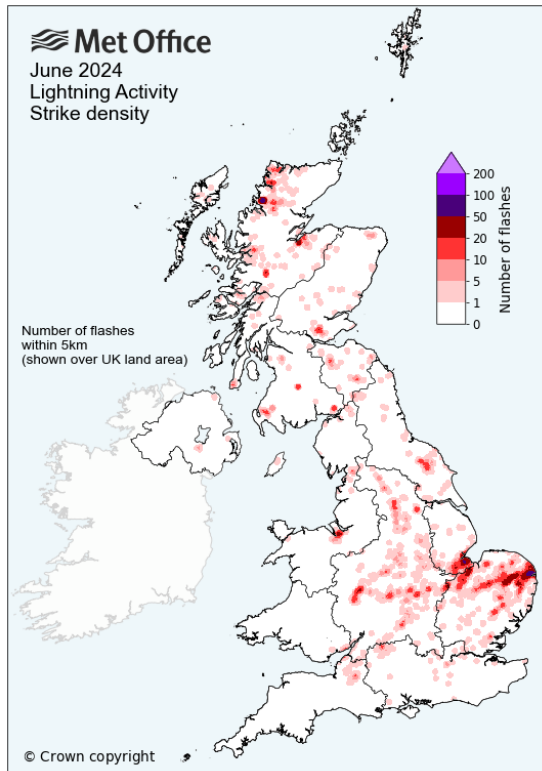 Met Office
June 2024
Lightning Activity
Strike density
200
100
50
20
10
5
1
0
Number of flashes
Number of flashes
within 5km
(shown over UK land area)
© Crown copyright